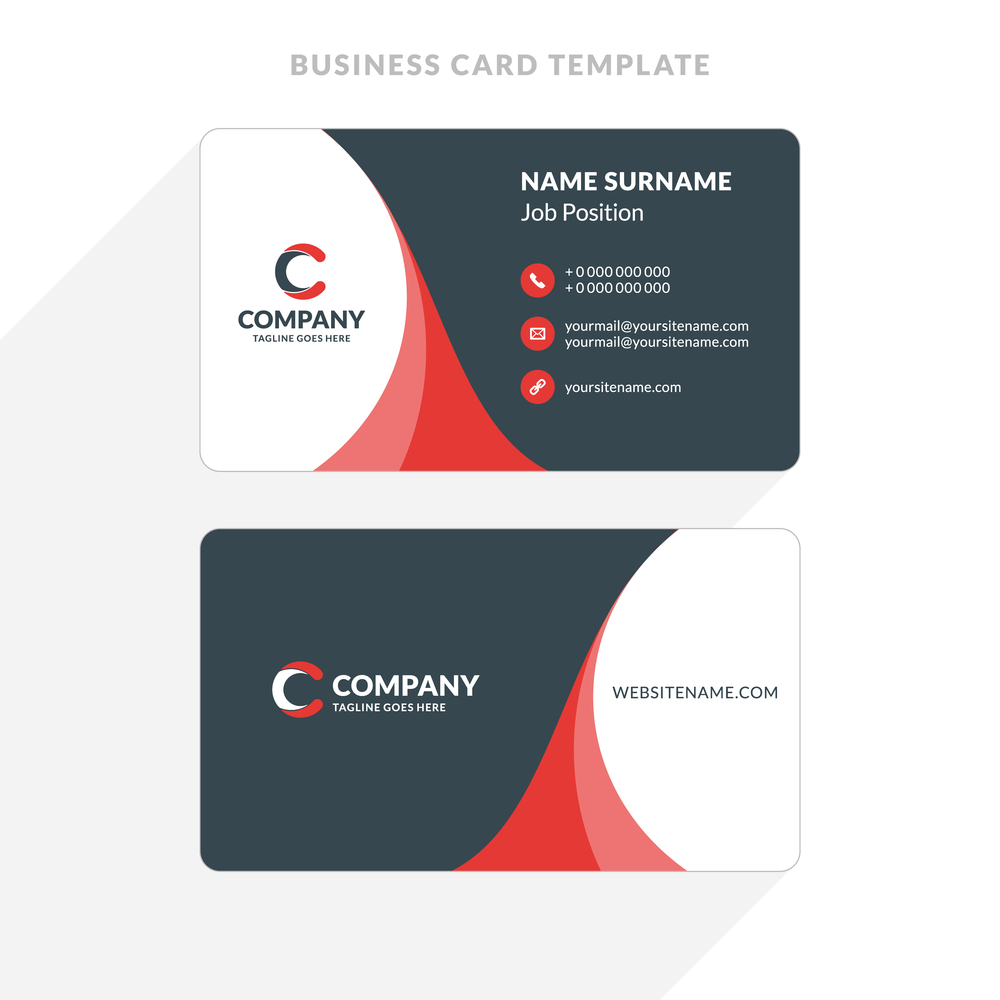 BUSINESS CARD TEMPLATE
NAME SURNAME
Job Position
+ 0 000 000 000
+ 0 000 000 000
yourmail@yoursitename.com
yourmail@yoursitename.com
yoursitename.com
COMPANY
TAGLINE GOES HERE
COMPANY
TAGLINE GOES HERE
WEBSITENAME.COM